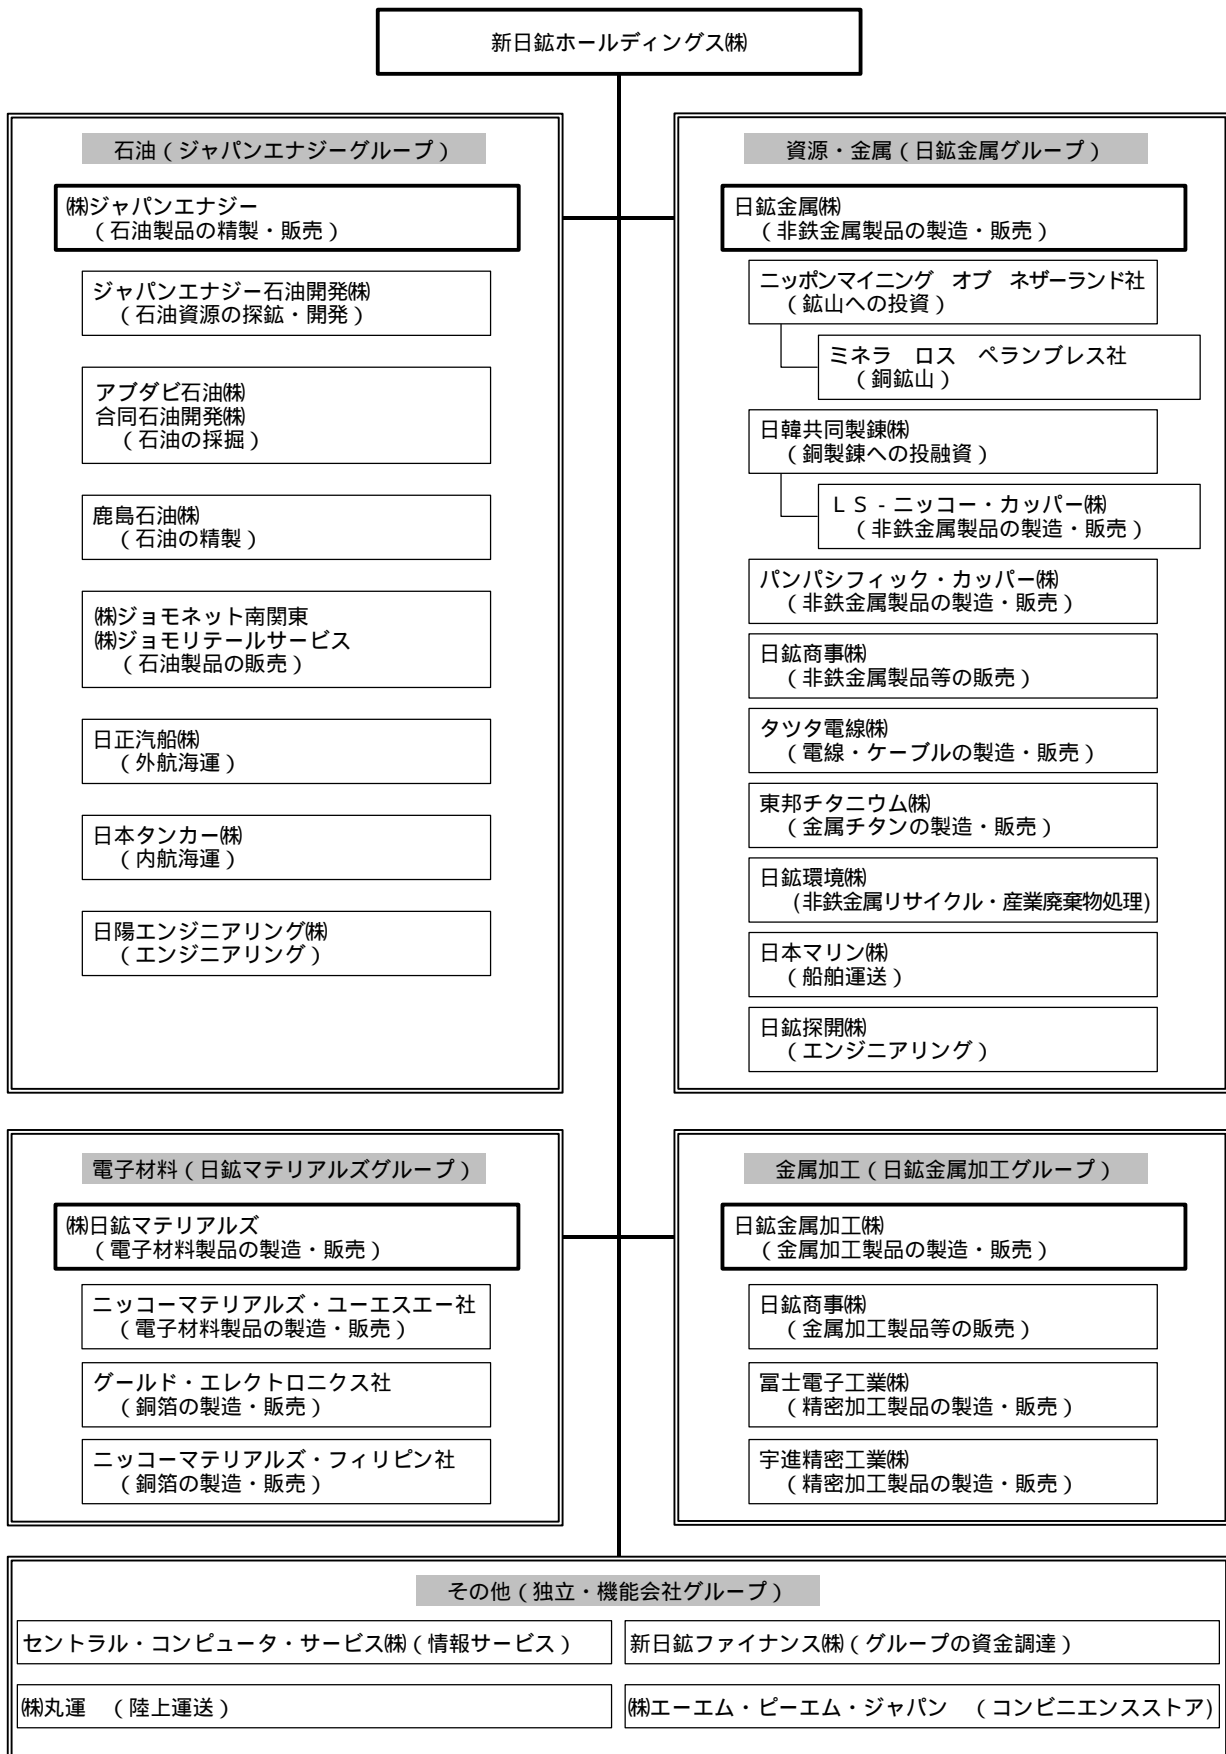 新日鉱ホールディングス㈱
石油（ジャパンエナジーグループ）
㈱ジャパンエナジー
（石油製品の精製・販売）
ジャパンエナジー石油開発㈱
（石油資源の探鉱・開発）
アブダビ石油㈱
合同石油開発㈱
（石油の採掘）
鹿島石油㈱
（石油の精製）
㈱ジョモネット南関東
㈱ジョモリテールサービス
（石油製品の販売）
日正汽船㈱
（外航海運）
日本タンカー㈱
（内航海運）
日陽エンジニアリング㈱
（エンジニアリング）
資源・金属（日鉱金属グループ）
日鉱金属㈱
（非鉄金属製品の製造・販売）
ニッポンマイニング　オブ　ネザーランド社
（鉱山への投資）
ミネラ　ロス　ペランブレス社
（銅鉱山）
日韓共同製錬㈱
（銅製錬への投融資）
ＬＳ-ニッコー・カッパー㈱
（非鉄金属製品の製造・販売）
パンパシフィック・カッパー㈱
（非鉄金属製品の製造・販売）
日鉱商事㈱
（非鉄金属製品等の販売）
タツタ電線㈱
（電線・ケーブルの製造・販売）
東邦チタニウム㈱
（金属チタンの製造・販売）
日鉱環境㈱
(非鉄金属リサイクル・産業廃棄物処理)
日本マリン㈱
（船舶運送）
日鉱探開㈱
（エンジニアリング）
電子材料（日鉱マテリアルズグループ）
㈱日鉱マテリアルズ
（電子材料製品の製造・販売）
ニッコーマテリアルズ・ユーエスエー社
（電子材料製品の製造・販売）
グールド・エレクトロニクス社
（銅箔の製造・販売）
ニッコーマテリアルズ・フィリピン社
（銅箔の製造・販売）
金属加工（日鉱金属加工グループ）
日鉱金属加工㈱
（金属加工製品の製造・販売）
日鉱商事㈱
（金属加工製品等の販売）
冨士電子工業㈱
（精密加工製品の製造・販売）
宇進精密工業㈱
（精密加工製品の製造・販売）
その他（独立・機能会社グループ）
セントラル・コンピュータ・サービス㈱（情報サービス）
新日鉱ファイナンス㈱（グループの資金調達）
㈱丸運　（陸上運送）
㈱エーエム・ピーエム・ジャパン　（コンビニエンスストア)